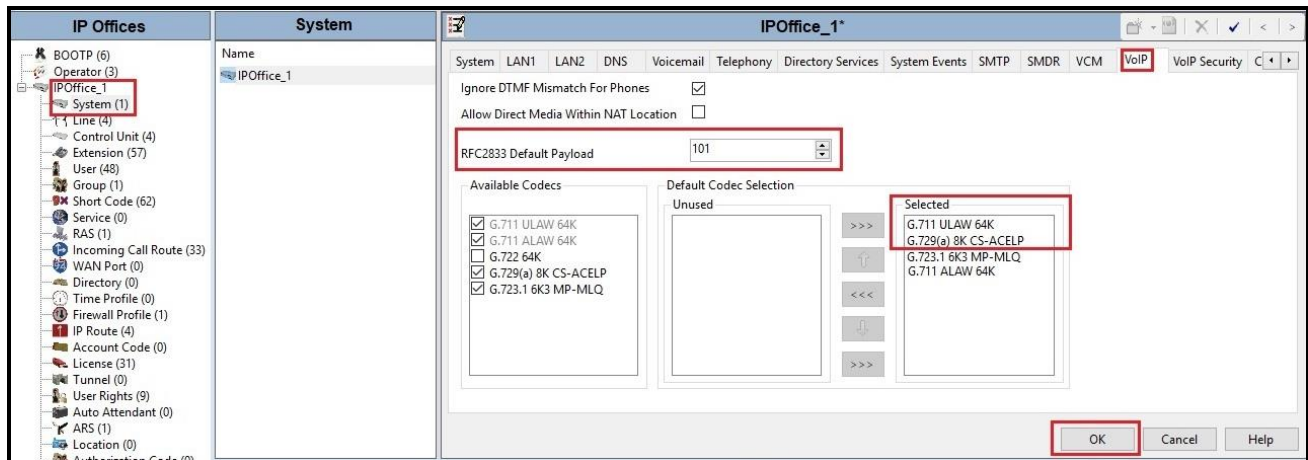 IP Offices
BOOTP (6)
Operator (3)
IPOffice_1
System (1)
Line (4)
Control Unit (4)
Extension (57)
User (48)
Group (1)
Short Code (62)
Service (0)
RAS (1)
Incoming Call Route (33)
WAN Port (0)
Directory (0)
Time Profile (0)
Firewall Profile (1)
IP Route (4)
Account Code (0)
License (31)
Tunnel (0)
User Rights (9)
Auto Attendant (0)
ARS (1)
Location (0)
Authorization Code (0)
System
Name
IPOffice_1
IPOffice_1*
System LAN1 LAN2 DNS Voicemail Telephony Directory Services System Events SMTP SMDR VCM VoIP VoIP Security C
Ignore DTMF Mismatch For Phones
Allow Direct Media Within NAT Location
RFC2833 Default Payload 101
Available Codecs
G.711 ULAW 64K
G.711 ALAW 64K
G.722 64K
G.729(a) 8K CS-ACELP
G.723.1 6K3 MP-MLQ
Default Codec Selection
Unused
>>>
<<<
>>>
Selected
G.711 ULAW 64K
G.729(a) 8K CS-ACELP
G.723.1 6K3 MP-MLQ
G.711 ALAW 64K
OK Cancel Help